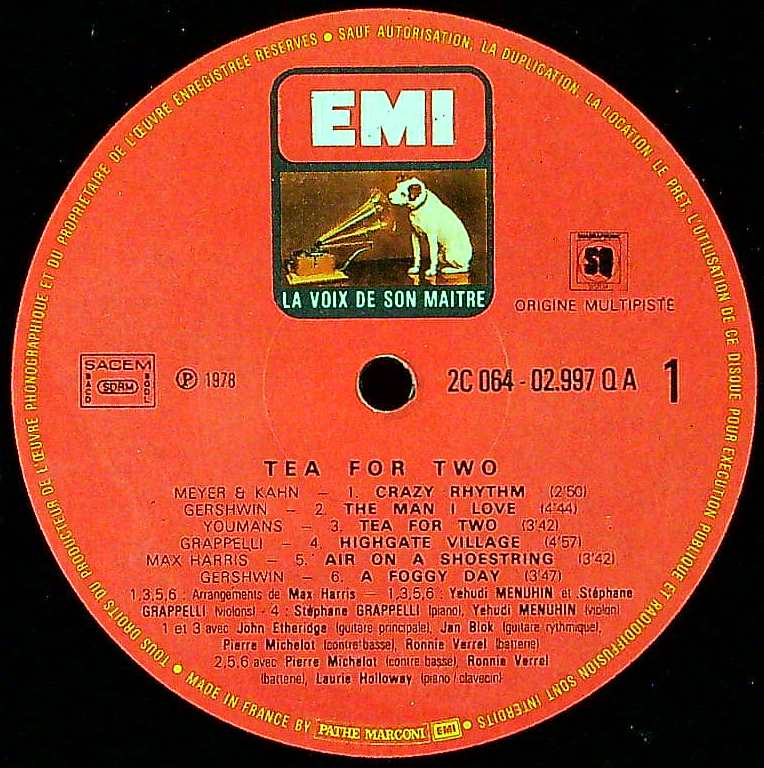 TOUS DROITS DU PRODUCTEUR DE L'ŒUVRE PHONOGRAPHIQUE ET DU PROPRIETAIRE DE L'ŒUVRE ENREGISTREE RESERVES • SAUF AUTORISATION, LA DUPLICATION, LA LOCATION, LE PRET, L'UTILISATION DE CE DISQUE POUR EXECUTION PUBLIQUE ET RADIODIFFUSION SONT INTERDITS •
EMI
LA VOIX DE SON MAITRE
SQ
ORIGINE MULTIPISTE
SACEM
SACD SDRM SGDL
℗ 1978
2C 064 - 02.997 Q A 1
TEA FOR TWO
MEYER & KAHN – 1. CRAZY RHYTHM (2'50)
GERSHWIN – 2. THE MAN I LOVE (4'44)
YOUMANS – 3. TEA FOR TWO (3'42)
GRAPPELLI – 4. HIGHGATE VILLAGE (4'57)
MAX HARRIS – 5. AIR ON A SHOESTRING (3'42)
GERSHWIN – 6. A FOGGY DAY (3'47)
1,3,5,6 : Arrangements de Max Harris – 1,3,5,6 : Yehudi MENUHIN et Stéphane
GRAPPELLI (violons) - 4 : Stéphane GRAPPELLI (piano), Yehudi MENUHIN (violon)
1 et 3 avec John Etheridge (guitare principale), Jan Blok (guitare rythmique),
Pierre Michelot (contre basse), Ronnie Verrel (batterie)
2,5,6 avec Pierre Michelot (contre basse), Ronnie Verrel
(batterie), Laurie Holloway (piano / clavecin)
MADE IN FRANCE BY PATHE MARCONI EMI